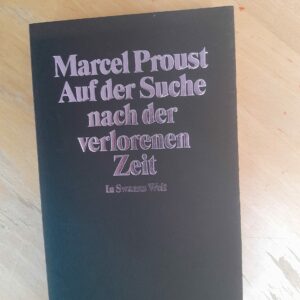 Marcel Proust
Auf der Suche
nach der
verlorenen
Zeit
In Swanns Welt